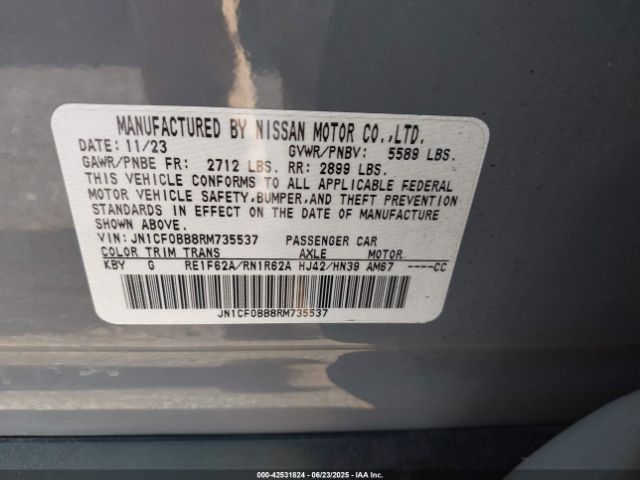 MANUFACTURED BY NISSAN MOTOR CO.,LTD.
DATE: 11/23 GVWR/PNBV: 5589 LBS.
GAWR/PNBE FR: 2712 LBS. RR: 2899 LBS.
THIS VEHICLE CONFORMS TO ALL APPLICABLE FEDERAL
MOTOR VEHICLE SAFETY,BUMPER,AND THEFT PREVENTION
STANDARDS IN EFFECT ON THE DATE OF MANUFACTURE
SHOWN ABOVE.
VIN: JN1CF0BB8RM735537 PASSENGER CAR
COLOR TRIM TRANS AXLE MOTOR
KBY G RE1F62A/RN1R62A HJ42/HN39 AM67 ----CC
JN1CF0BB8RM735537
000-42531824 | 06/23/2025 | IAA Inc.